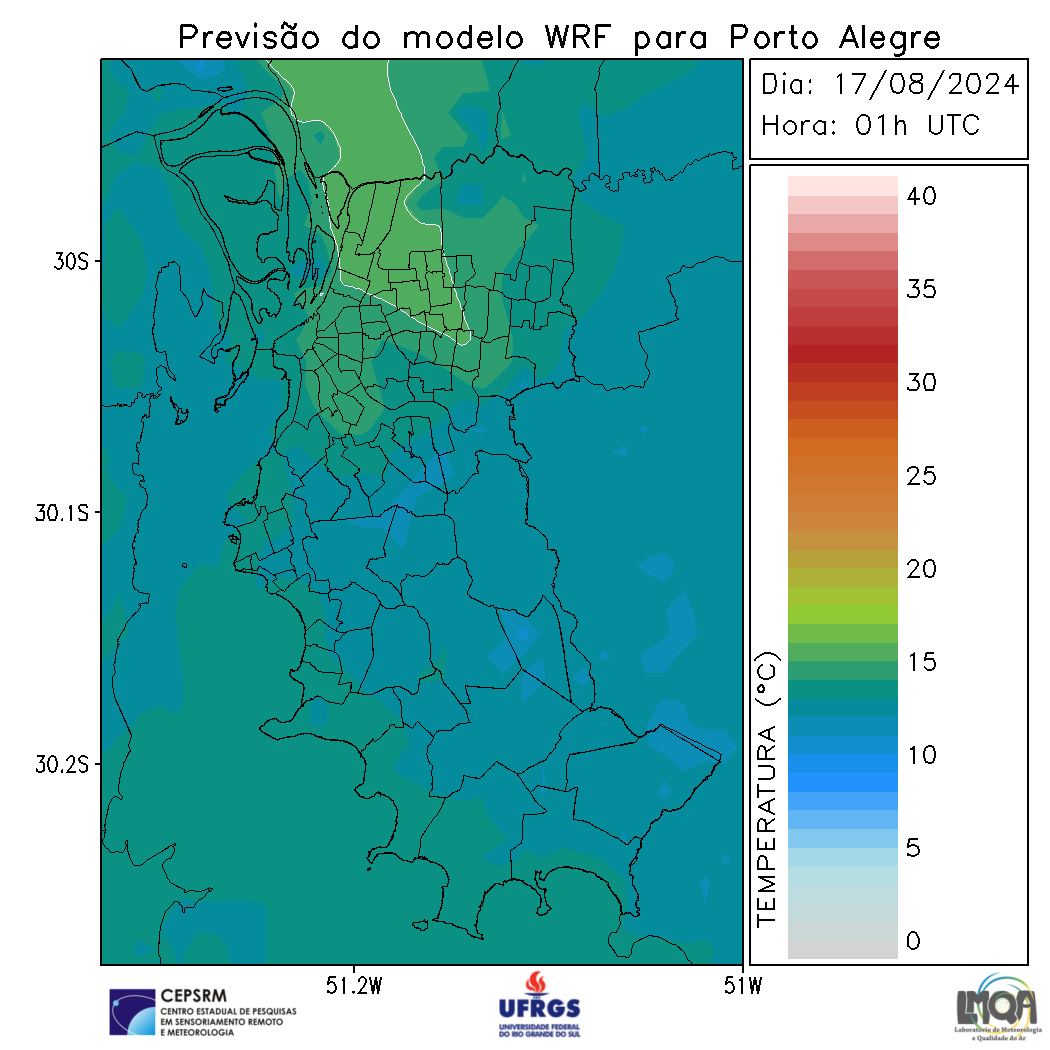 Previsão do modelo WRF para Porto Alegre
Dia: 17/08/2024
Hora: 01h UTC
40
35
30
25
20
15
10
5
0
TEMPERATURA (°C)
30S
30.1S
30.2S
51.2W
51W
CEPSRM
CENTRO ESTADUAL DE PESQUISAS
EM SENSORIAMENTO REMOTO
E METEOROLOGIA
UFRGS
UNIVERSIDADE FEDERAL
DO RIO GRANDE DO SUL
LMQA
Laboratório de Meteorologia
e Qualidade do Ar